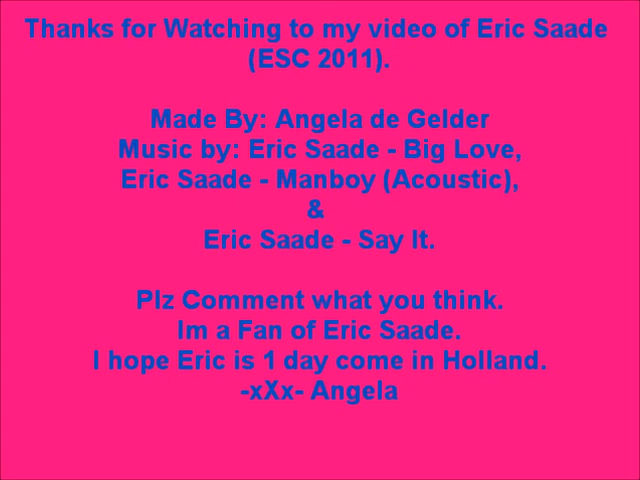 Thanks for Watching to my video of Eric Saade
(ESC 2011).
Made By: Angela de Gelder
Music by: Eric Saade - Big Love,
Eric Saade - Manboy (Acoustic),
&
Eric Saade - Say It.
Plz Comment what you think.
Im a Fan of Eric Saade.
I hope Eric is 1 day come in Holland.
-xXx- Angela